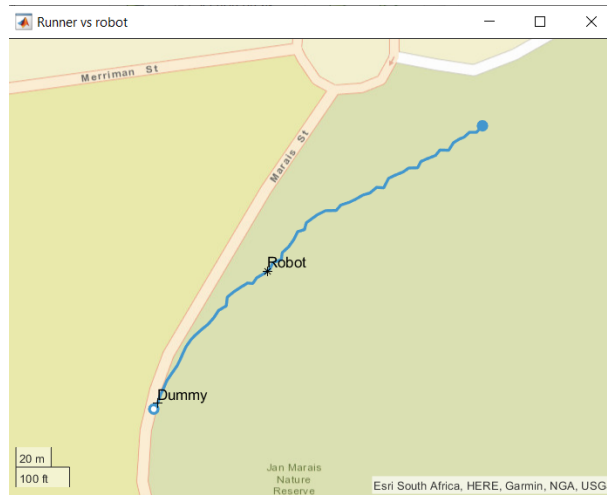 Runner vs robot
Merriman St
Marais St
Robot
Dummy
20 m
100 ft
Jan Marais
Nature
Reserve
Esri South Africa, HERE, Garmin, NGA, USG